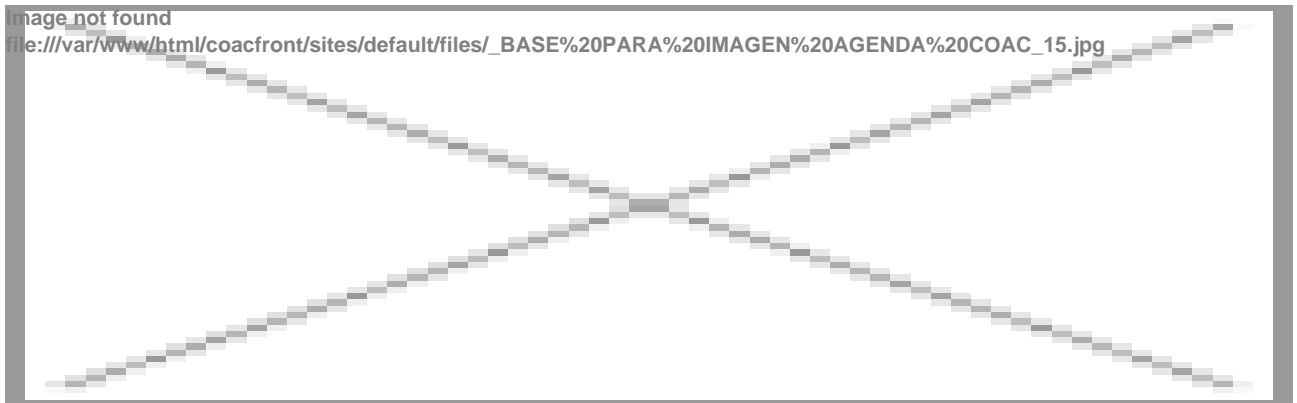 Image not found
file:///var/www/html/coacfront/sites/default/files/_BASE%20PARA%20IMAGEN%20AGENDA%20COAC_15.jpg